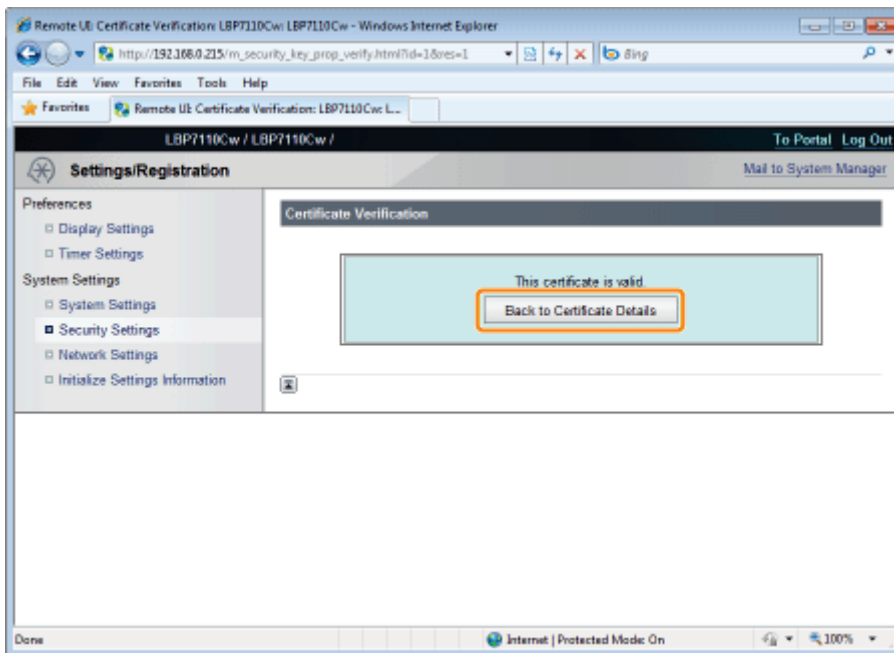 Remote UI: Certificate Verification: LBP7110Cw: LBP7110Cw - Windows Internet Explorer
http://192.168.0.215/m_security_key_prop_verify.html?id=1&res=1
Bing
File Edit View Favorites Tools Help
Favorites
Remote UI: Certificate Verification: LBP7110Cw: L...
LBP7110Cw / LBP7110Cw /
To Portal Log Out
Settings/Registration
Mail to System Manager
Preferences
Display Settings
Timer Settings
System Settings
System Settings
Security Settings
Network Settings
Initialize Settings Information
Certificate Verification
This certificate is valid.
Back to Certificate Details
Done
Internet | Protected Mode: On
100%